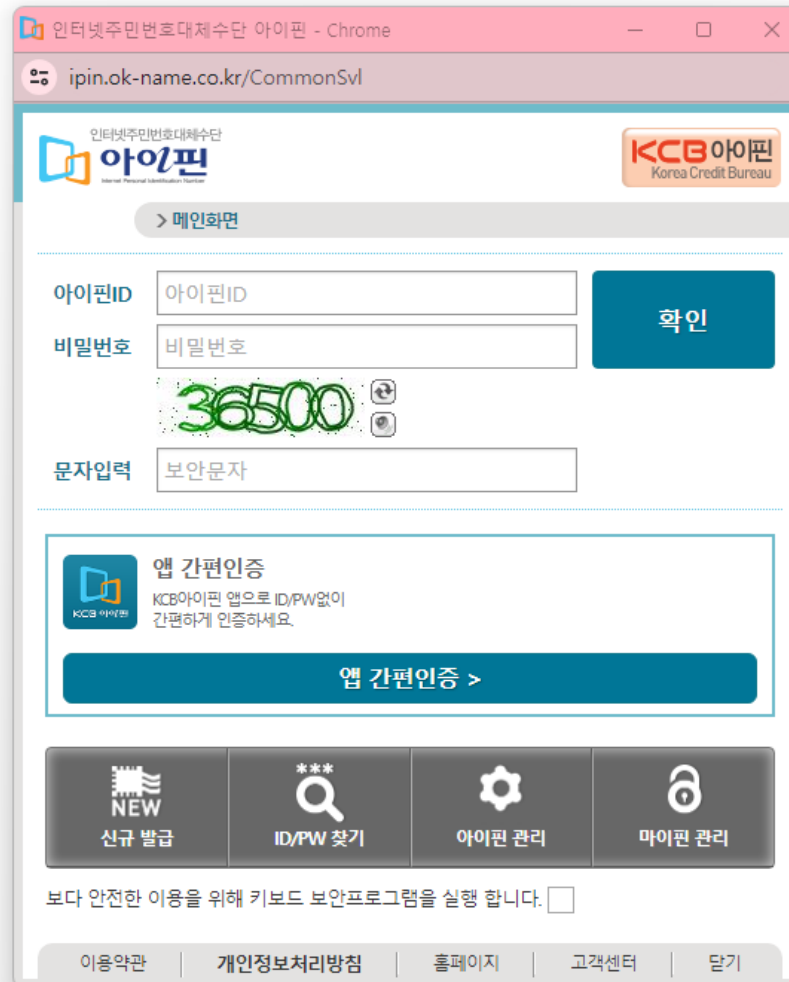 인터넷주민번호대체수단 아이핀 - Chrome
ipin.ok-name.co.kr/CommonSvl
인터넷주민번호대체수단
아이핀
Internet Personal Identification Number
KCB 아이핀
Korea Credit Bureau
> 메인화면
아이핀ID 아이핀ID
확인
비밀번호 비밀번호
36500
문자입력 보안문자
앱 간편인증
KCB아이핀 앱으로 ID/PW없이
간편하게 인증하세요.
KCB 아이핀
앱 간편인증 >
NEW ***
신규 발급 ID/PW 찾기 아이핀 관리 마이핀 관리
보다 안전한 이용을 위해 키보드 보안프로그램을 실행 합니다.
이용약관 개인정보처리방침 홈페이지 고객센터 닫기